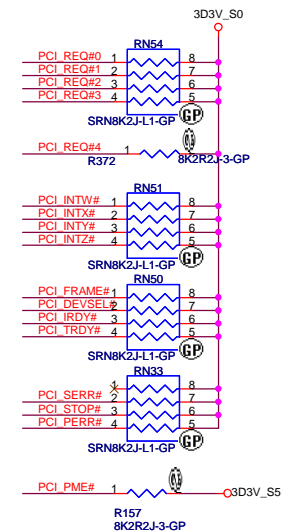 3D3V_S0
RN54
PCI_REQ#0 1 8
PCI_REQ#1 2 7
PCI_REQ#2 3 6
PCI_REQ#3 4 5
SRN8K2J-L1-GP GP
PCI_REQ#4 1
R372 8K2R2J-3-GP
RN51
PCI_INTW# 1 8
PCI_INTX# 2 7
PCI_INTY# 3 6
PCI_INTZ# 4 5
SRN8K2J-L1-GP GP
RN50
PCI_FRAME# 1 8
PCI_DEVSEL# 2 7
PCI_IRDY# 3 6
PCI_TRDY# 4 5
SRN8K2J-L1-GP GP
RN33
1 8
PCI_SERR# 2 7
PCI_STOP# 3 6
PCI_PERR# 4 5
SRN8K2J-L1-GP GP
PCI_PME# 1 3D3V_S5
R157
8K2R2J-3-GP